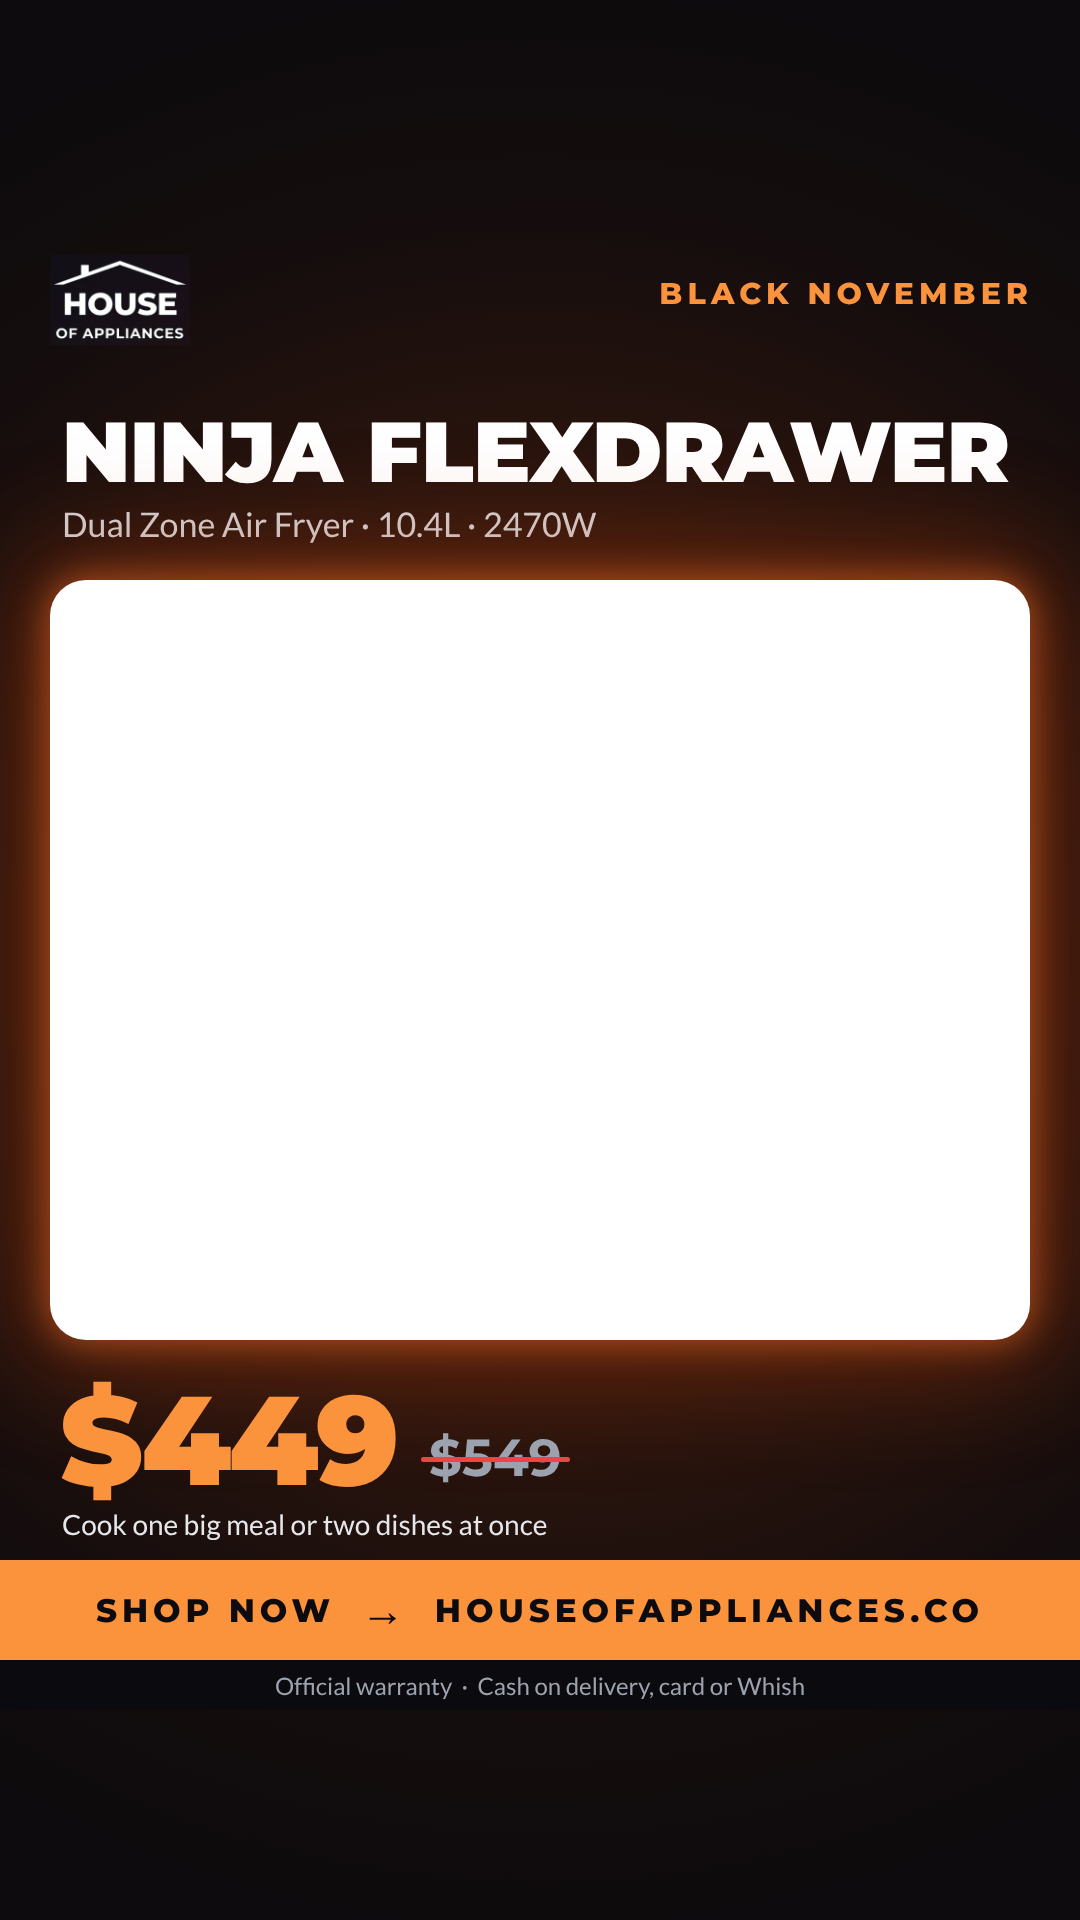 HOUSE
OF APPLIANCES
BLACK NOVEMBER
NINJA FLEXDRAWER
Dual Zone Air Fryer · 10.4L · 2470W
$449 $549
Cook one big meal or two dishes at once
SHOP NOW → HOUSEOFAPPLIANCES.CO
Official warranty · Cash on delivery, card or Whish